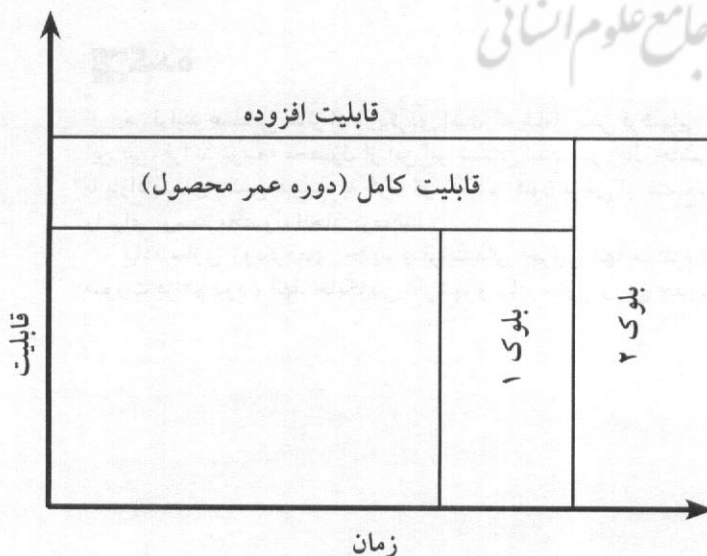 جامع علوم انسانی
قابلیت افزوده
قابلیت کامل (دوره عمر محصول)
قابلیت
بلوک ۱
بلوک ۲
زمان